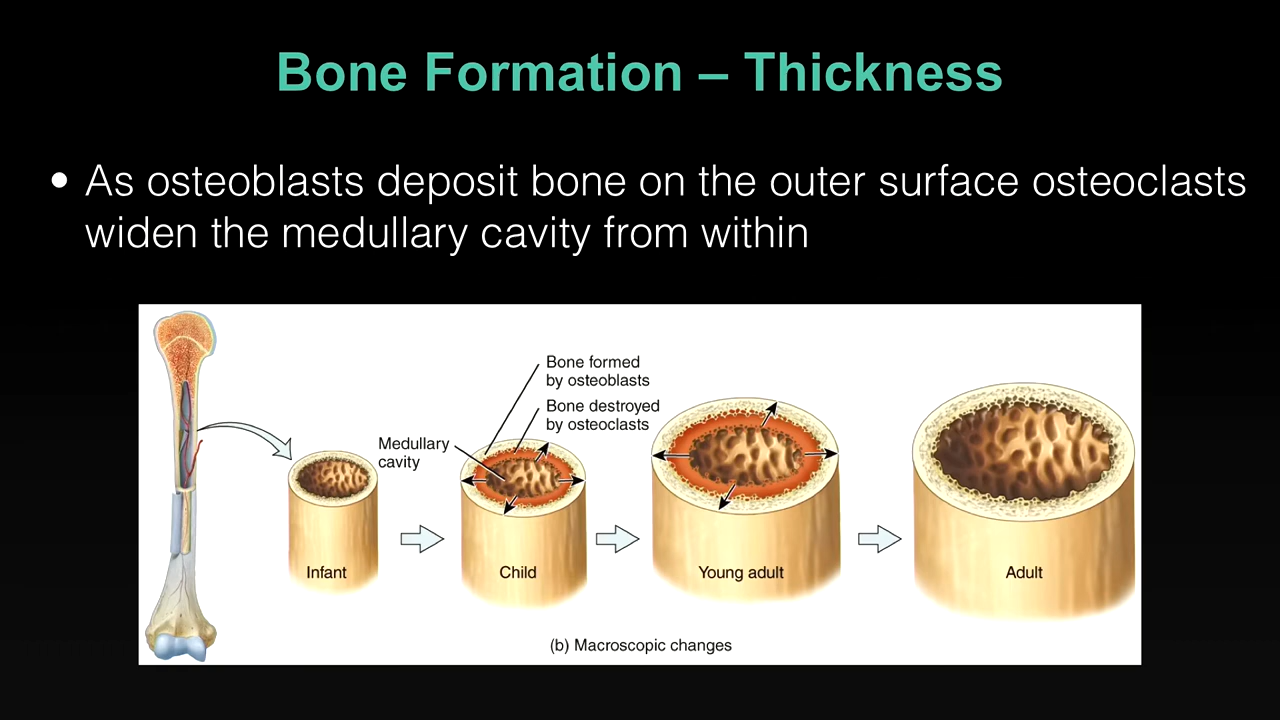 Bone Formation – Thickness
• As osteoblasts deposit bone on the outer surface osteoclasts
widen the medullary cavity from within
Bone formed
by osteoblasts
Bone destroyed
by osteoclasts
Medullary
cavity
Infant
Child
Young adult
Adult
(b) Macroscopic changes